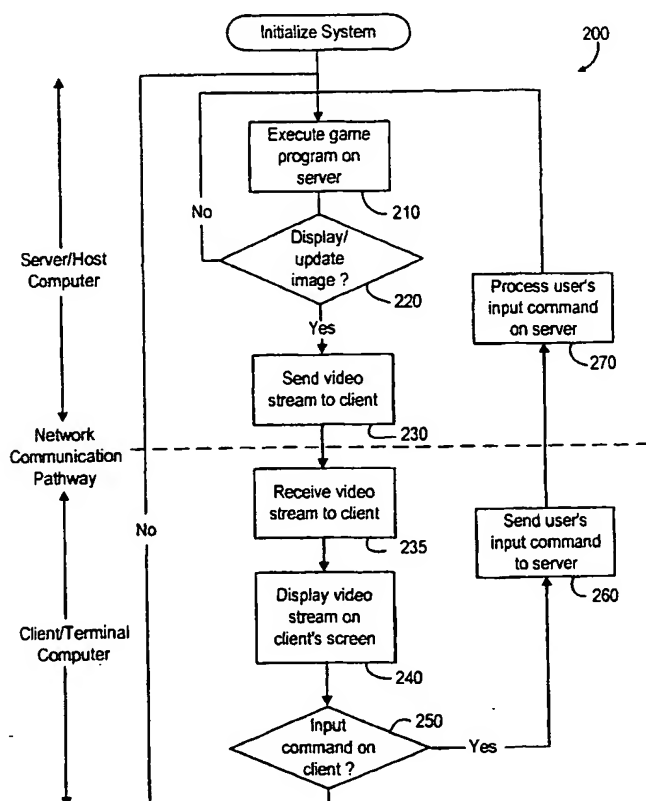 Initialize System
200
Execute game
program on
server
210
No
Display/
update image ?
220
Server/Host
Computer
Process user's
input command
on server
270
Yes
Send video
stream to client
230
Network
Communication
Pathway
Receive video
stream to client
235
No
Send user's
input command
to server
260
Display video
stream on
client's screen
240
Client/Terminal
Computer
250
Input
command on
client ?
Yes